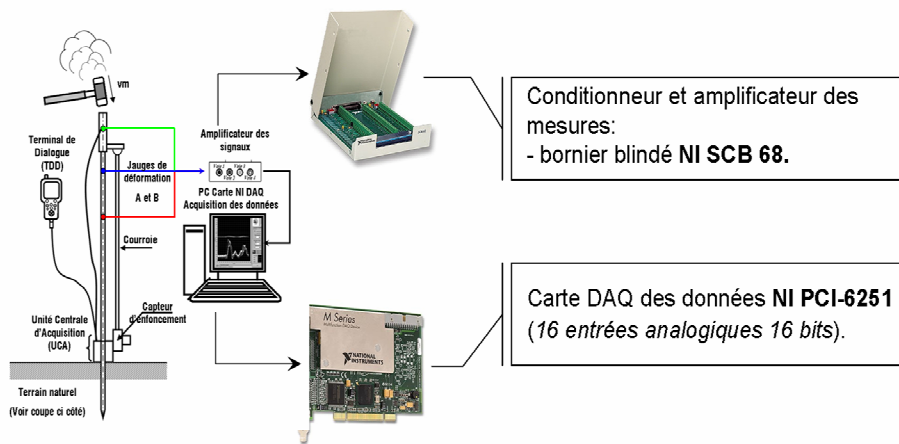 vm
Terminal de
Dialogue
(TDD)
Amplificateur des
signaux
Jauges de
déformation
A et B
PC Carte NI DAQ
Acquisition des données
Courroie
Capteur
d'enfoncement
Unité Centrale
d'Acquisition
(UCA)
Terrain naturel
(Voir coupe ci côté)
Conditionneur et amplificateur des
mesures:
- bornier blindé NI SCB 68.
Carte DAQ des données NI PCI-6251
(16 entrées analogiques 16 bits).
M Series
NATIONAL
INSTRUMENTS